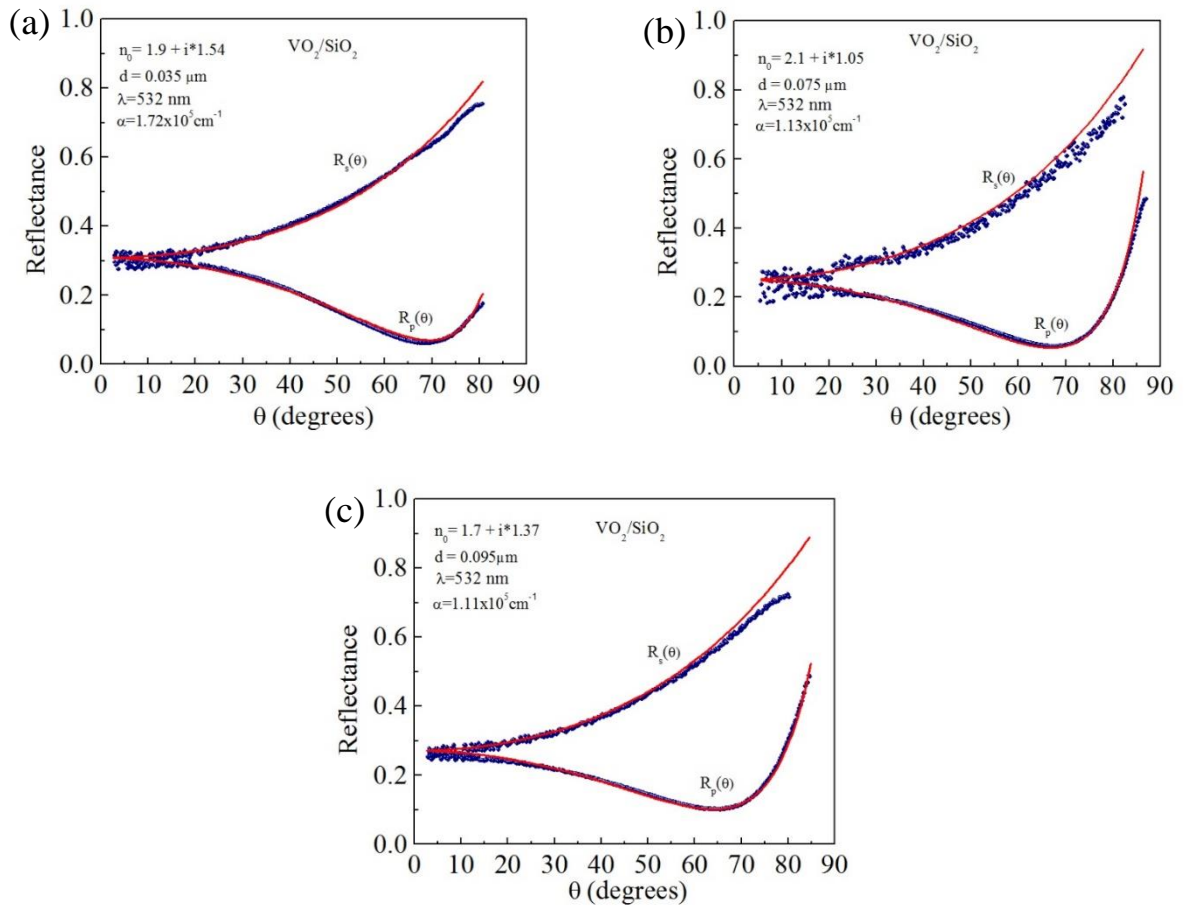 (a)
1.0
0.8
0.6
0.4
0.2
0.0
Reflectance
n₀= 1.9 + i*1.54
d = 0.035 µm
λ=532 nm
α=1.72x10⁵cm⁻¹
VO₂/SiO₂
Rₛ(θ)
Rₚ(θ)
0 10 20 30 40 50 60 70 80 90
θ (degrees)
(b)
1.0
0.8
0.6
0.4
0.2
0.0
Reflectance
n₀= 2.1 + i*1.05
d = 0.075 µm
λ=532 nm
α=1.13x10⁵cm⁻¹
VO₂/SiO₂
Rₛ(θ)
Rₚ(θ)
0 10 20 30 40 50 60 70 80 90
θ (degrees)
(c)
1.0
0.8
0.6
0.4
0.2
0.0
Reflectance
n₀= 1.7 + i*1.37
d = 0.095µm
λ=532 nm
α=1.11x10⁵cm⁻¹
VO₂/SiO₂
Rₛ(θ)
Rₚ(θ)
0 10 20 30 40 50 60 70 80 90
θ (degrees)